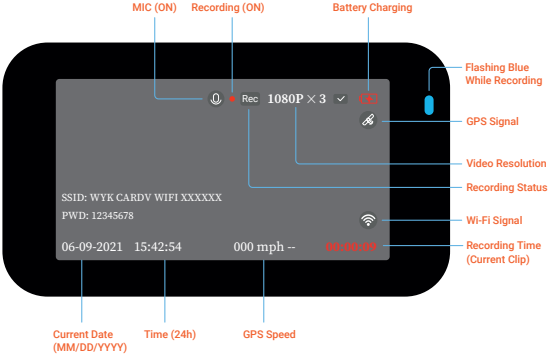 MIC (ON) Recording (ON) Battery Charging
Flashing Blue
While Recording
Rec 1080P × 3
GPS Signal
Video Resolution
Recording Status
SSID: WYK CARDV WIFI XXXXXX
PWD: 12345678
Wi-Fi Signal
06-09-2021 15:42:54 000 mph -- 00:00:09
Recording Time
(Current Clip)
Current Date
(MM/DD/YYYY)
Time (24h)
GPS Speed